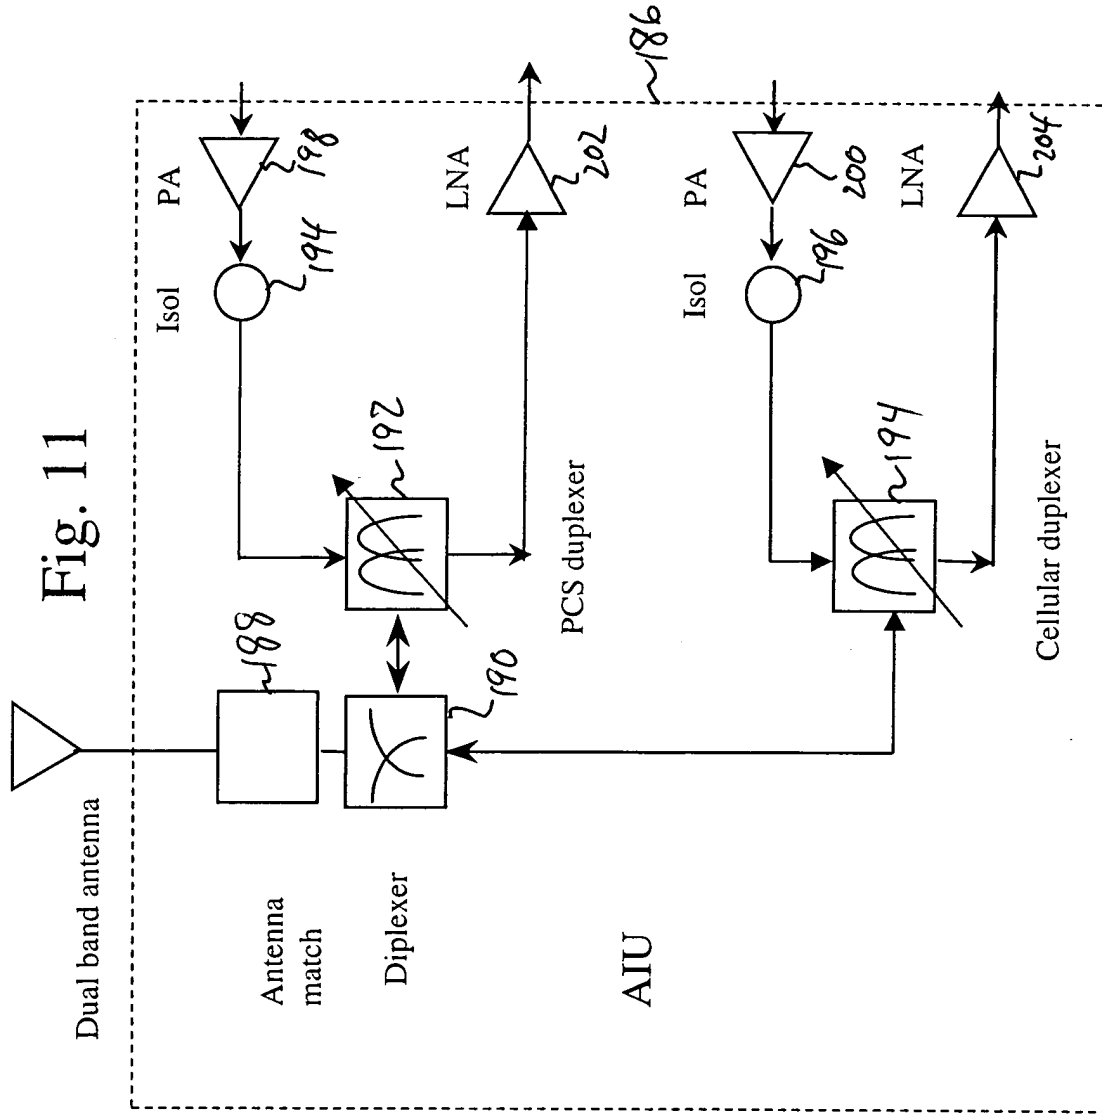 Fig. 11
Dual band antenna
Antenna
match
188
Diplexer
190
AIU
PCS duplexer
192
Isol
194
PA
198
LNA
202
186
Cellular duplexer
194
Isol
196
PA
200
LNA
204